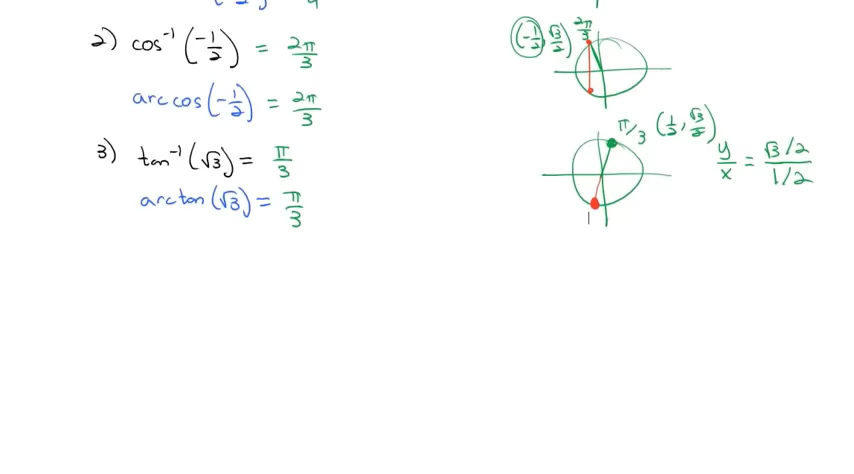 2) cos⁻¹(-1/2) = 2π/3
(-1/2, √3/2) 2π/3
arccos(-1/2) = 2π/3
3) tan⁻¹(√3) = π/3
π/3 (1/2, √3/2)
y/x = √3/2 / 1/2
arctan(√3) = π/3